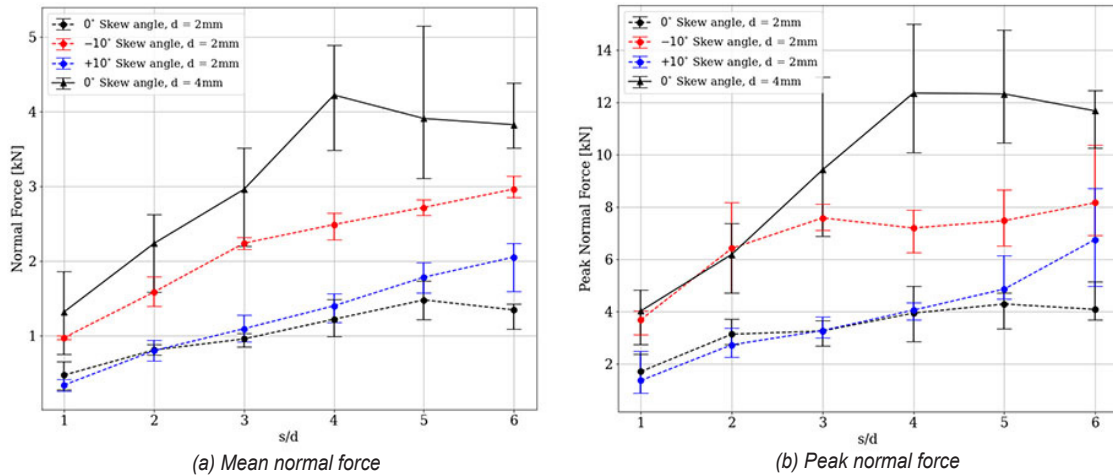 0° Skew angle, d = 2mm
−10° Skew angle, d = 2mm
+10° Skew angle, d = 2mm
0° Skew angle, d = 4mm
5
4
3
2
1
Normal Force [kN]
1 2 3 4 5 6
s/d
(a) Mean normal force
0° Skew angle, d = 2mm
−10° Skew angle, d = 2mm
+10° Skew angle, d = 2mm
0° Skew angle, d = 4mm
14
12
10
8
6
4
2
Peak Normal Force [kN]
1 2 3 4 5 6
s/d
(b) Peak normal force